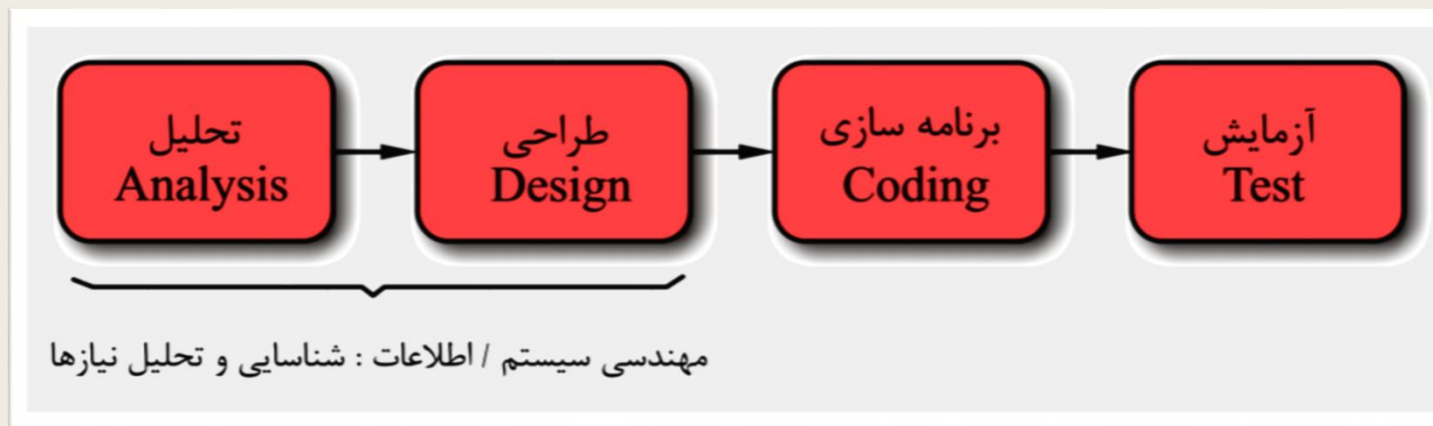 تحلیل
Analysis
طراحی
Design
برنامه سازی
Coding
آزمایش
Test
مهندسی سیستم / اطلاعات : شناسایی و تحلیل نیازها